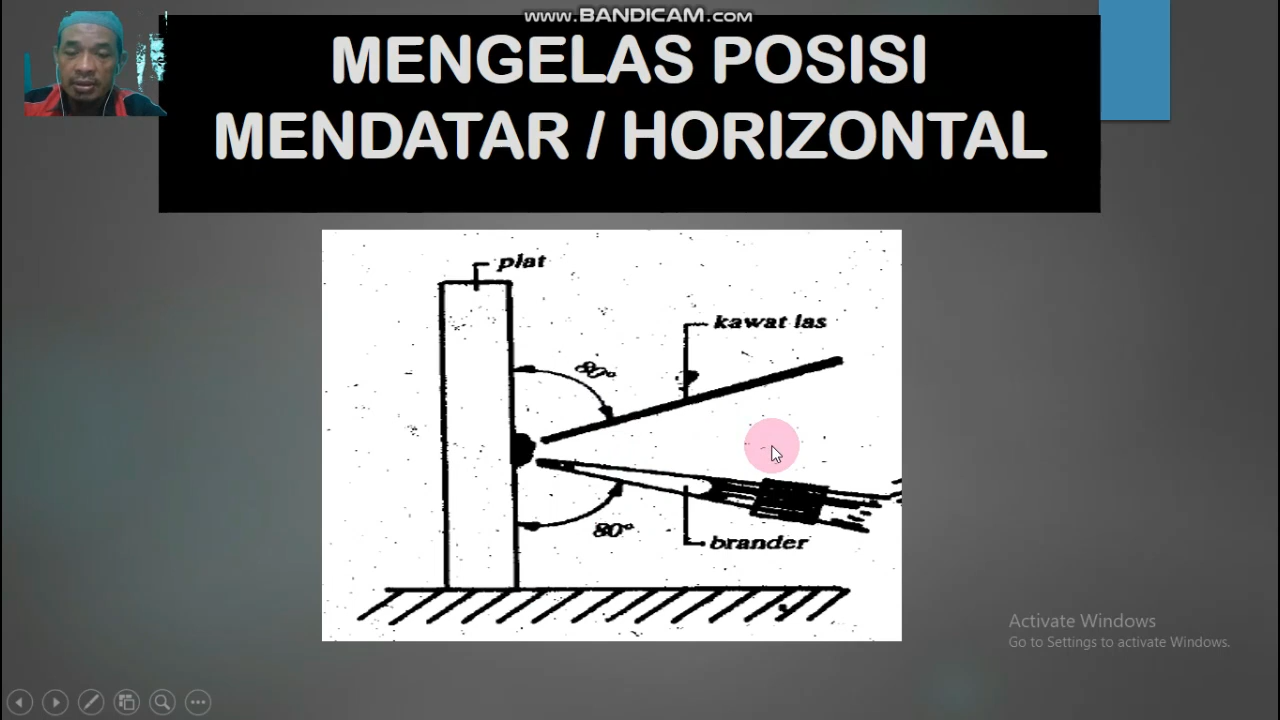 WWW.BANDICAM.COM
MENGELAS POSISI
MENDATAR / HORIZONTAL
plat
kawat las
80°
80°
brander
Activate Windows
Go to Settings to activate Windows.